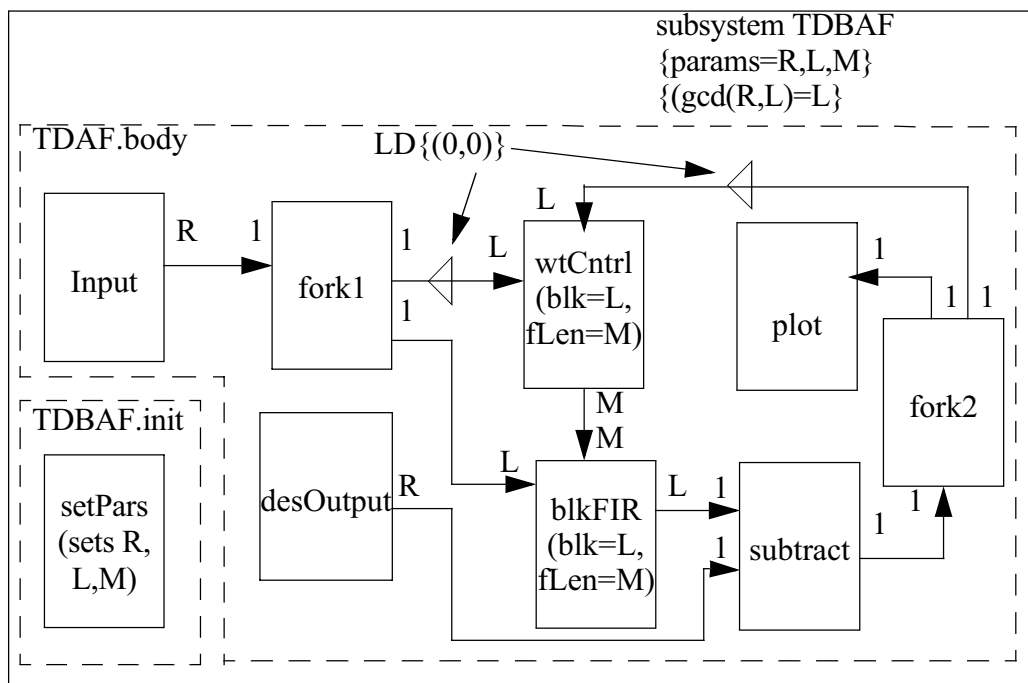 subsystem TDBAF
{params=R,L,M}
{(gcd(R,L)=L}
TDAF.body
LD{(0,0)}
Input
R
1
fork1
1
1
L
L
wtCntrl
(blk=L,
fLen=M)
M
M
1
plot
1
1
fork2
1
TDBAF.init
setPars
(sets R,
L,M)
desOutput
R
L
blkFIR
(blk=L,
fLen=M)
L
1
1
subtract
1